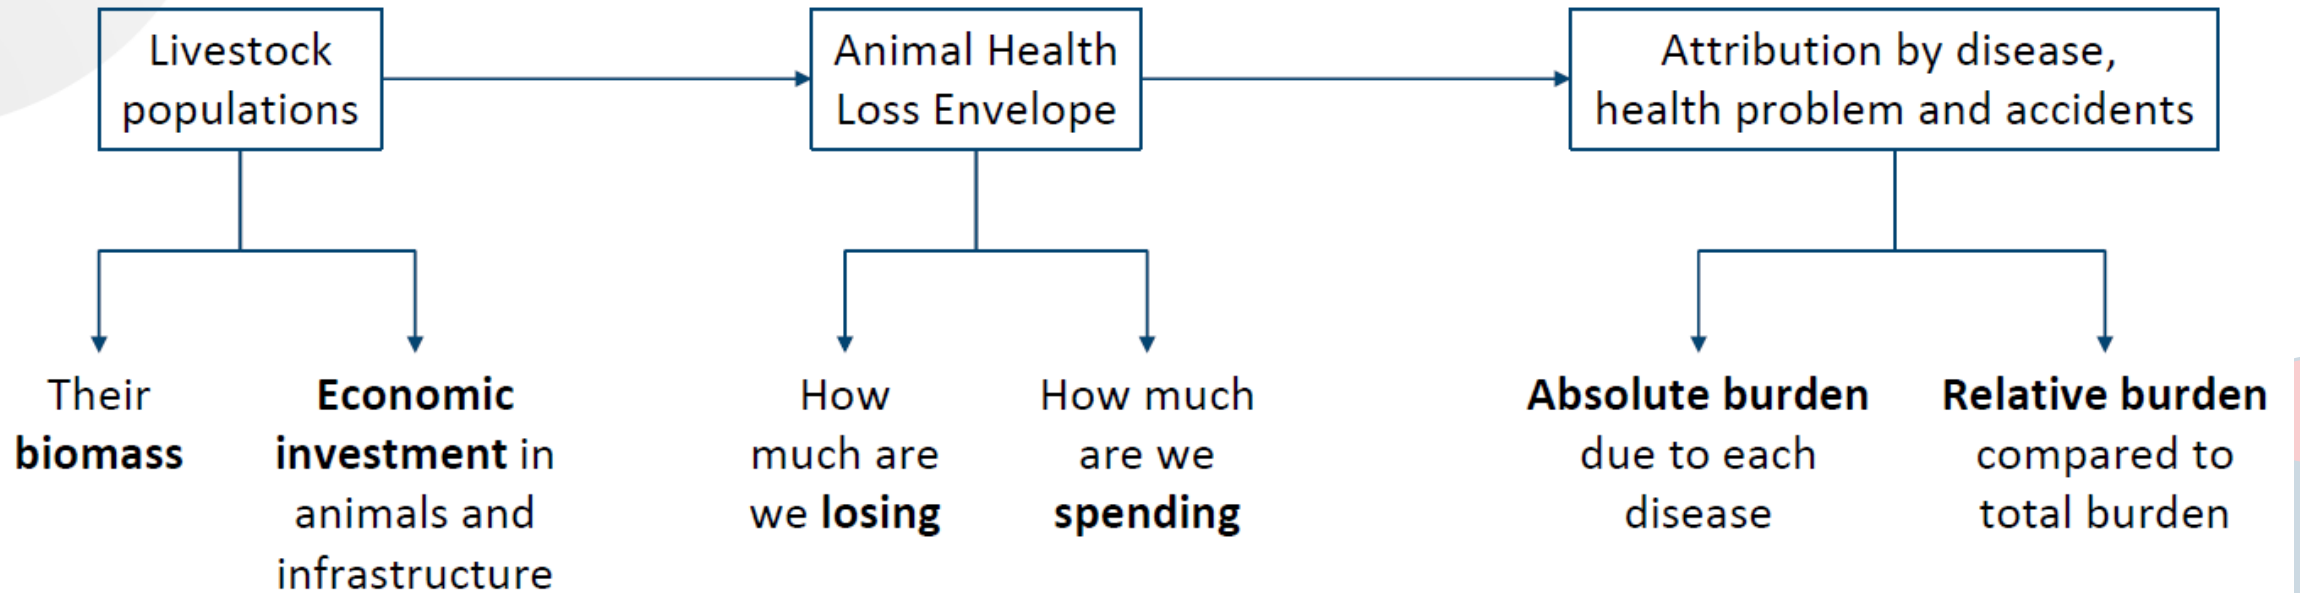 Livestock
populations
Animal Health
Loss Envelope
Attribution by disease,
health problem and accidents
Their
biomass
Economic
investment in
animals and
infrastructure
How
much are
we losing
How much
are we
spending
Absolute burden
due to each
disease
Relative burden
compared to
total burden